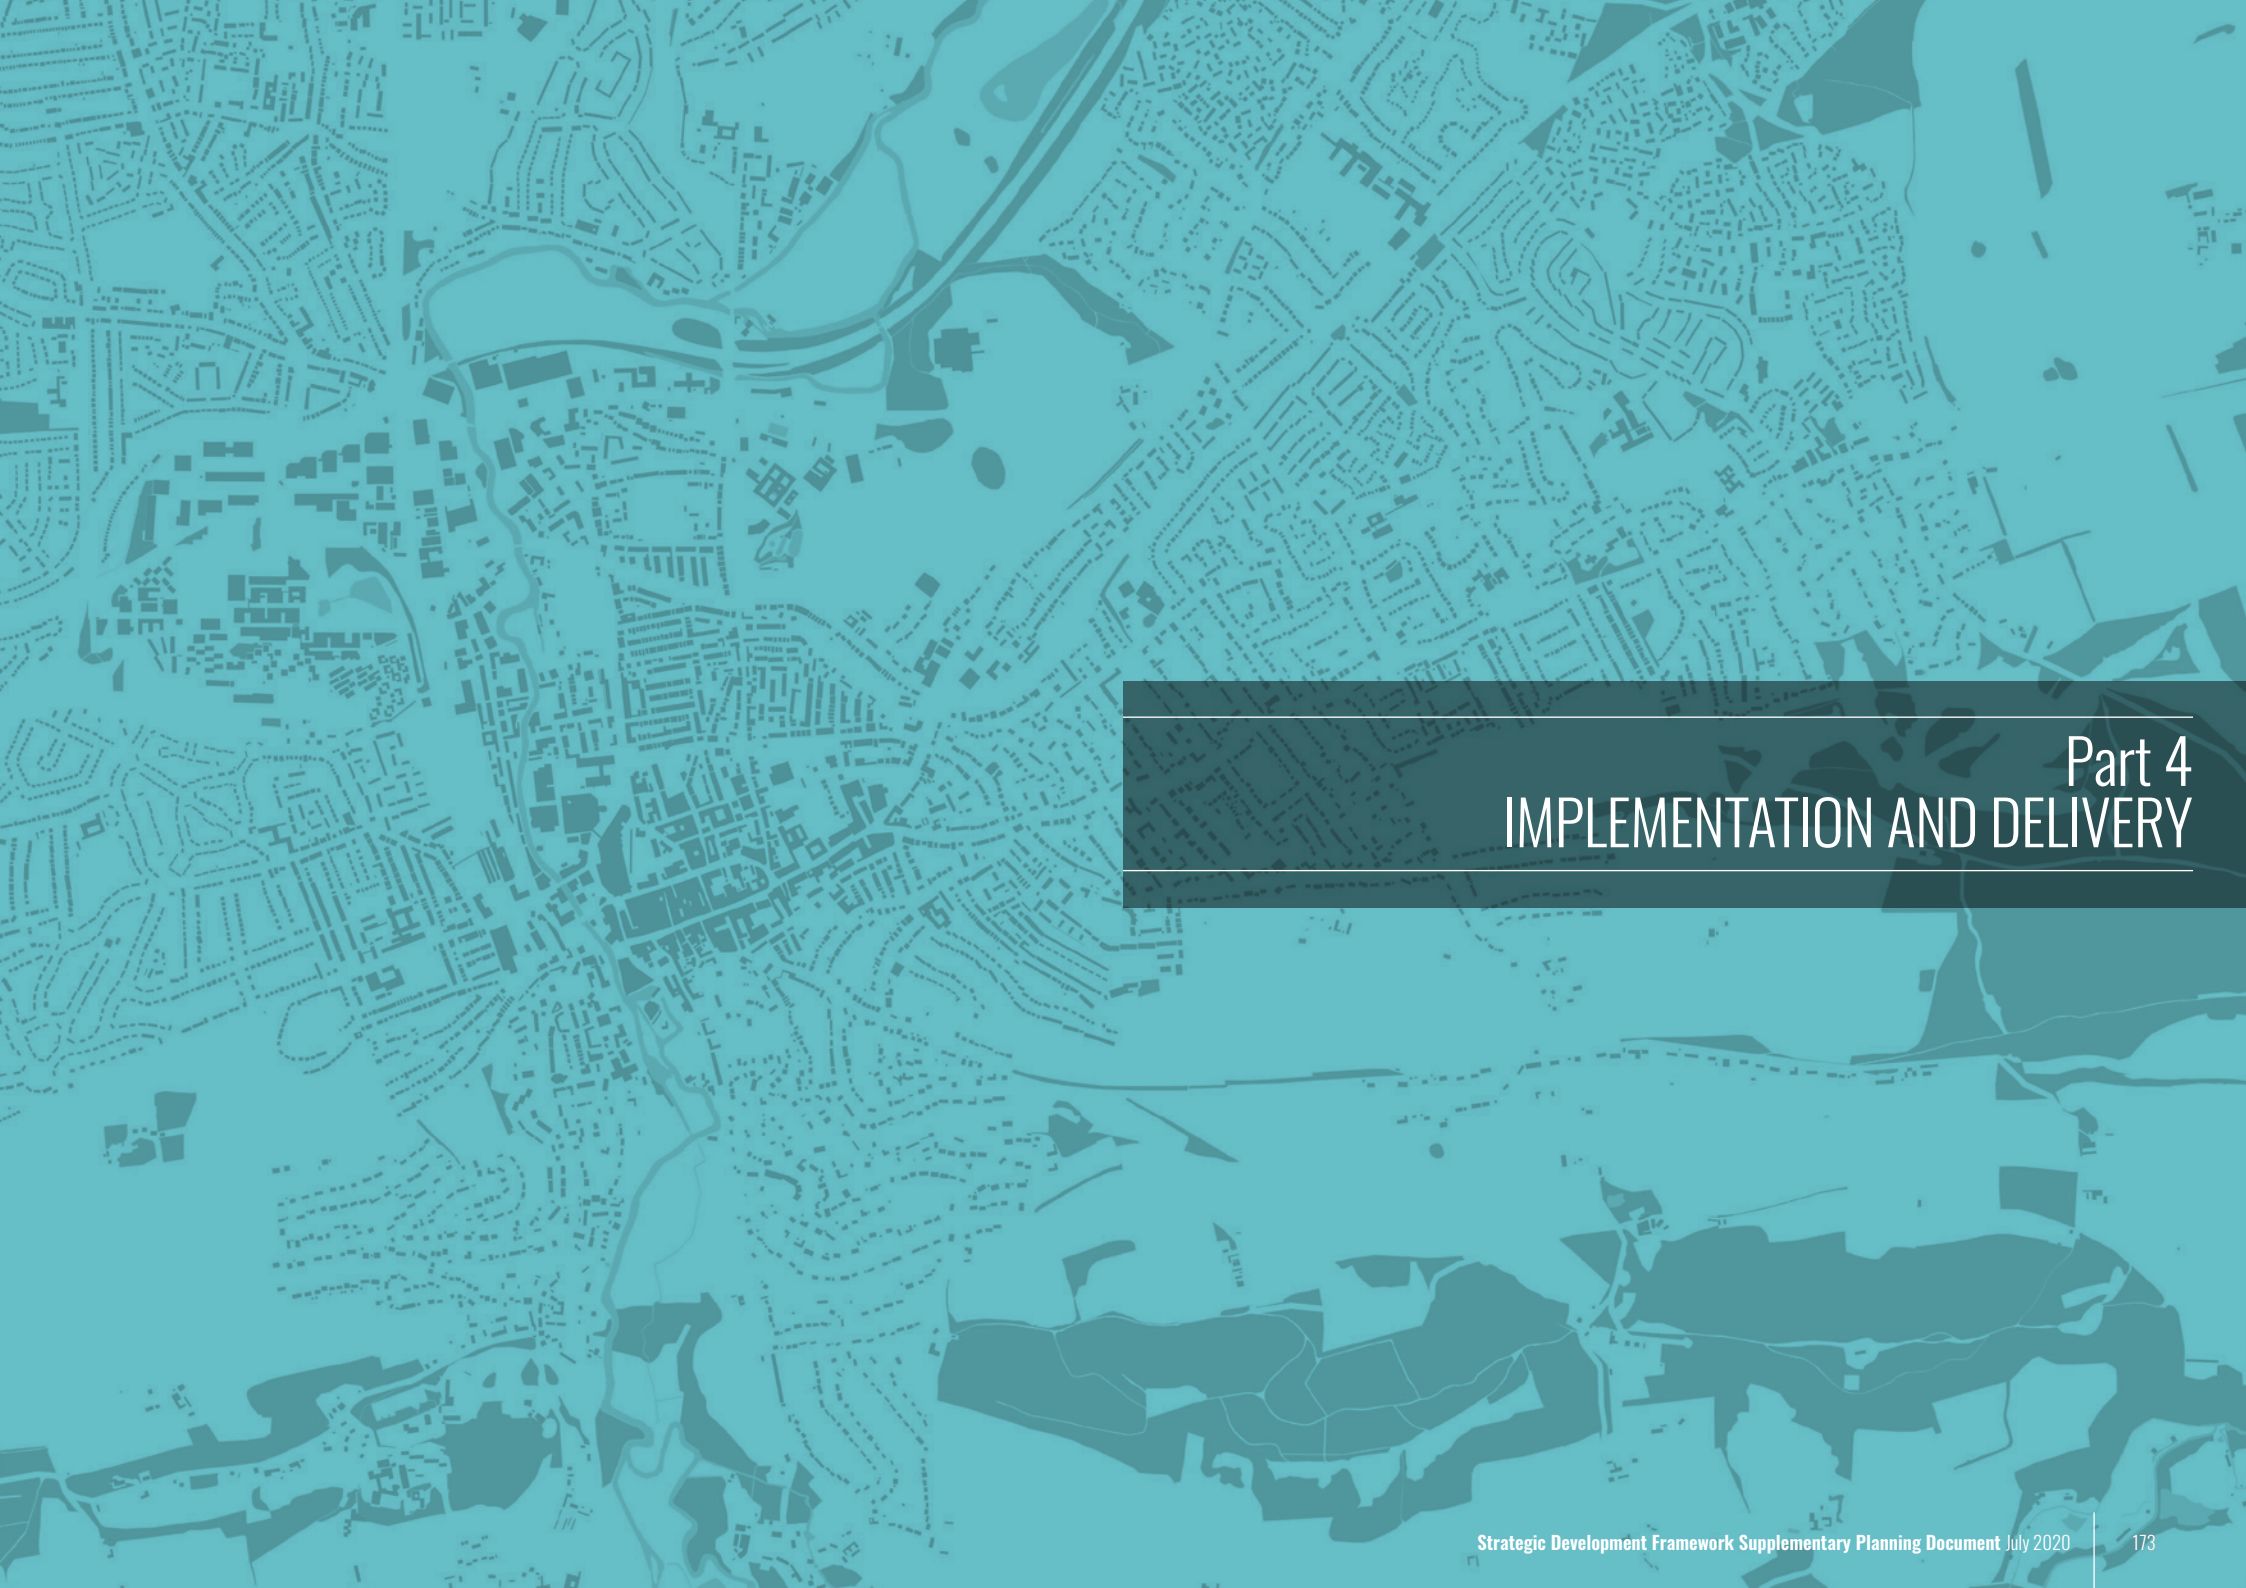 Part 4
IMPLEMENTATION AND DELIVERY
Strategic Development Framework Supplementary Planning Document July 2020
173